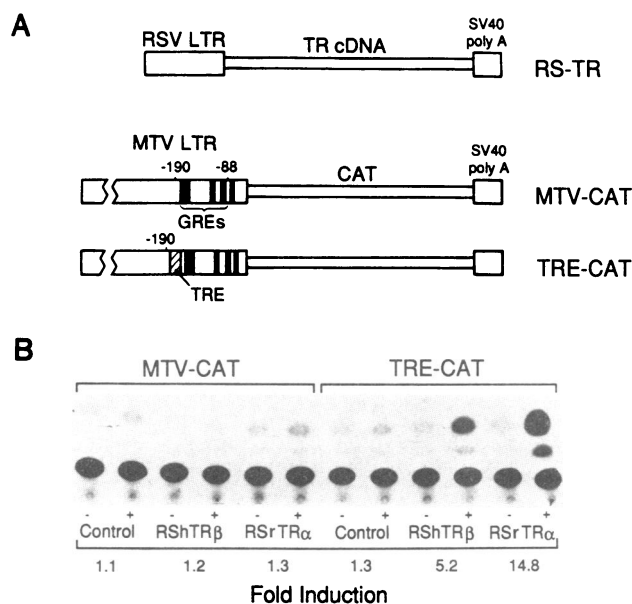 A
RSV LTR
TR cDNA
SV40
poly A
RS-TR
MTV LTR
-190
-88
CAT
SV40
poly A
MTV-CAT
GREs
-190
TRE-CAT
TRE
B
MTV-CAT TRE-CAT
- + - + - + - + - + - +
Control RShTRβ RSrTRα Control RShTRβ RSrTRα
1.1 1.2 1.3 1.3 5.2 14.8
Fold Induction